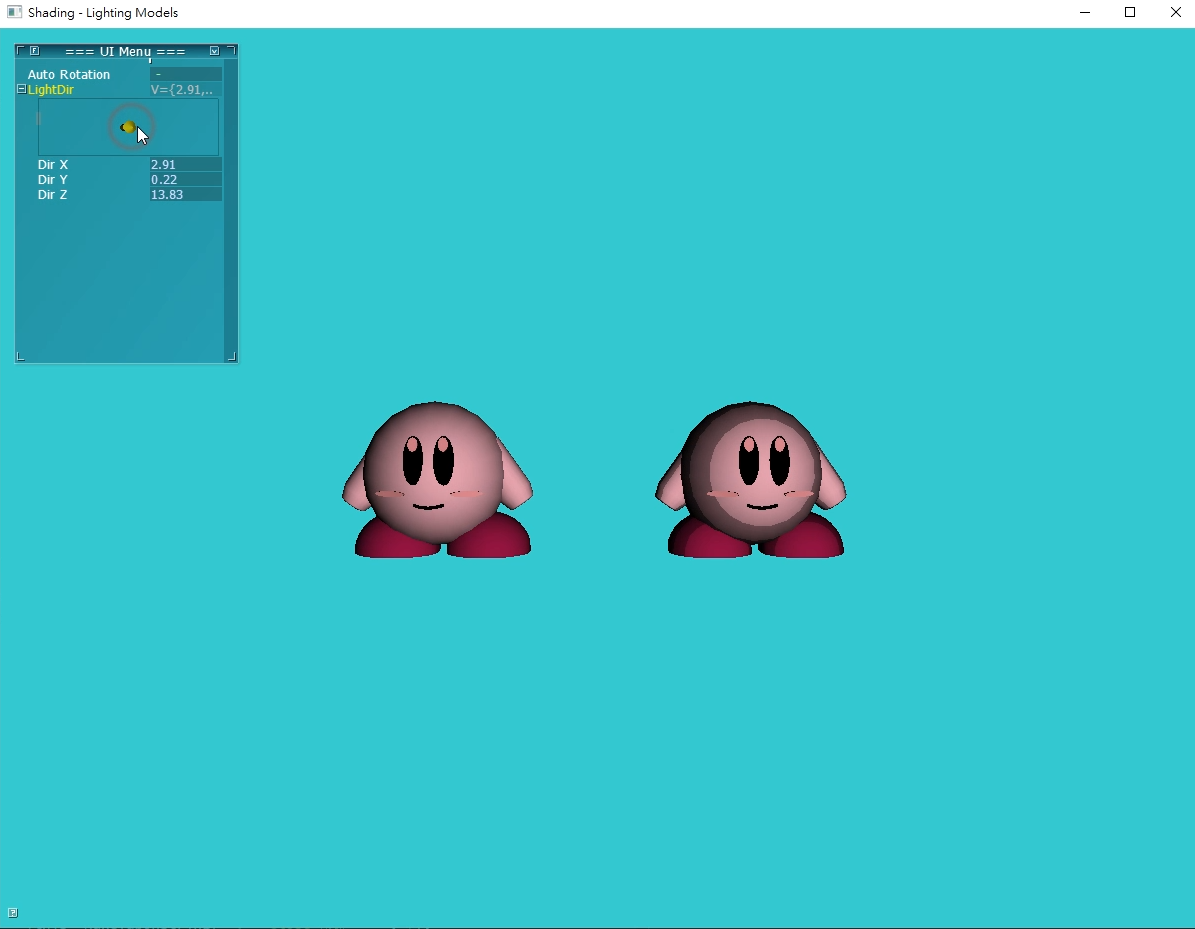 Shading - Lighting Models
=== UI Menu ===
Auto Rotation -
LightDir V={2.91,..
Dir X 2.91
Dir Y 0.22
Dir Z 13.83